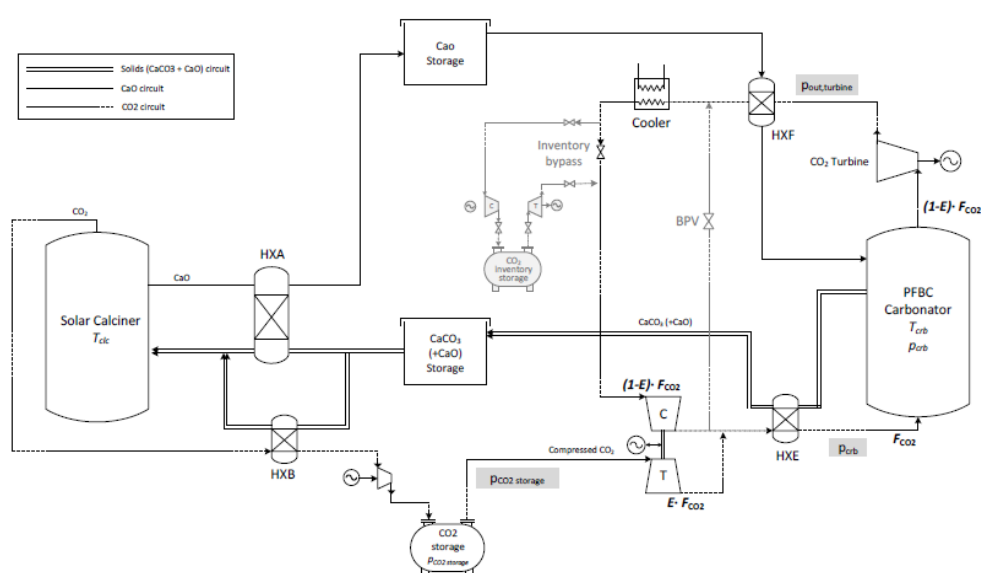 Solids (CaCO3 + CaO) circuit
CaO circuit
CO2 circuit
Cao
Storage
Cooler
HXF
Pout,turbine
CO₂ Turbine
Inventory
bypass
C
T
CO₂
Inventory
storage
BPV
(1-E)· FCO2
CO₂
Solar Calciner
Tclc
CaO
HXA
CaCO₃
(+CaO)
Storage
CaCO₃ (+CaO)
PFBC
Carbonator
Tcrb
pcrb
(1-E)· FCO2
C
T
HXE
FCO2
pcrb
HXB
Compressed CO₂
pCO2 storage
E· FCO2
CO2
storage
pCO2 storage